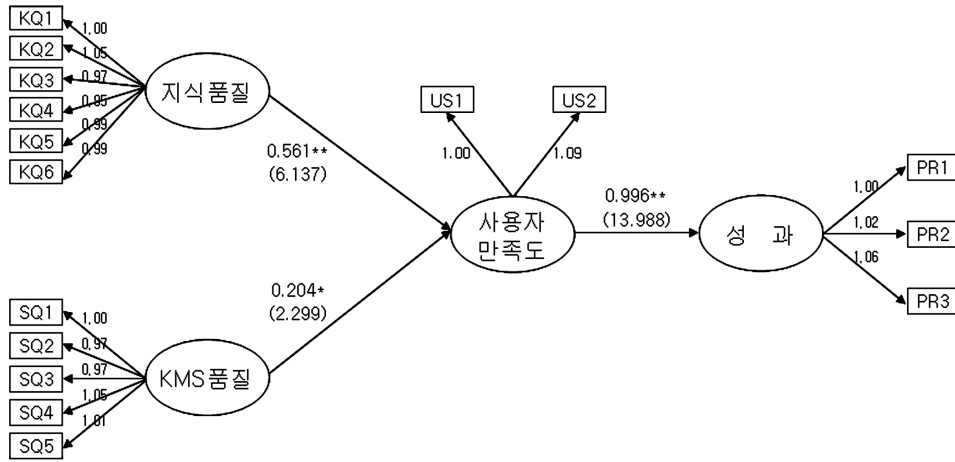 KQ1
KQ2
KQ3
KQ4
KQ5
KQ6
1.00
1.05
0.97
0.95
0.99
0.99
지식품질
0.561**
(6.137)
SQ1
SQ2
SQ3
SQ4
SQ5
1.00
0.97
0.97
1.05
1.01
KMS품질
0.204*
(2.299)
US1
US2
1.00
1.09
사용자
만족도
0.996**
(13.988)
성 과
1.00
1.02
1.06
PR1
PR2
PR3